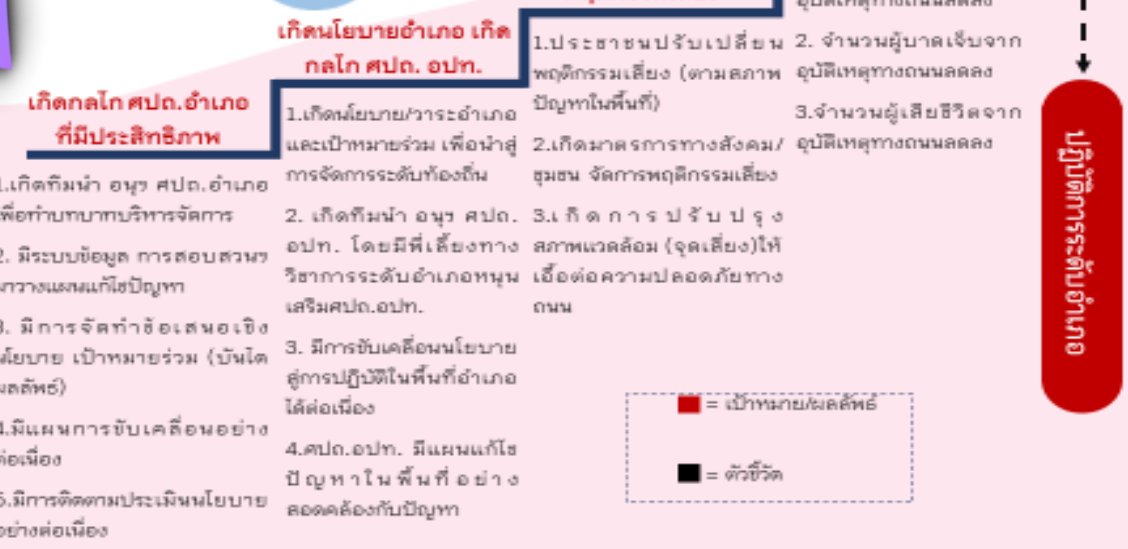 เกิดกลไก ศปถ.อำเภอ
ที่มีประสิทธิภาพ
1.เกิดทีมนำ อนุฯ ศปถ.อำเภอ
เพื่อทำบทบาทบริหารจัดการ
2. มีระบบข้อมูล การสอบสวนฯ
มาวางแผนแก้ไขปัญหา
3. มีการจัดทำข้อเสนอเชิง
นโยบาย เป้าหมายร่วม (บันได
ผลลัพธ์)
4.มีแผนการขับเคลื่อนอย่าง
ต่อเนื่อง
5.มีการติดตามประเมินนโยบาย
อย่างต่อเนื่อง
เกิดนโยบายอำเภอ เกิด
กลไก ศปถ. อปท.
1.เกิดนโยบาย/วาระอำเภอ
และเป้าหมายร่วม เพื่อนำสู่
การจัดการระดับท้องถิ่น
2. เกิดทีมนำ อนุฯ ศปถ.
อปท. โดยมีพี่เลี้ยงทาง
วิชาการระดับอำเภอหนุน
เสริมศปถ.อปท.
3. มีการขับเคลื่อนนโยบาย
สู่การปฏิบัติในพื้นที่อำเภอ
ได้ต่อเนื่อง
4.ศปถ.อปท. มีแผนแก้ไข
ปัญหาในพื้นที่อย่าง
สอดคล้องกับปัญหา
1.ประชาชนปรับเปลี่ยน
พฤติกรรมเสี่ยง (ตามสภาพ
ปัญหาในพื้นที่)
2.เกิดมาตรการทางสังคม/
ชุมชน จัดการพฤติกรรมเสี่ยง
3.เกิดการปรับปรุง
สภาพแวดล้อม (จุดเสี่ยง)ให้
เอื้อต่อความปลอดภัยทาง
ถนน
อุบัติเหตุทางถนนลดลง
2. จำนวนผู้บาดเจ็บจาก
อุบัติเหตุทางถนนลดลง
3.จำนวนผู้เสียชีวิตจาก
อุบัติเหตุทางถนนลดลง
ปฏิบัติการระดับอำเภอ
= เป้าหมาย/ผลลัพธ์
= ตัวชี้วัด